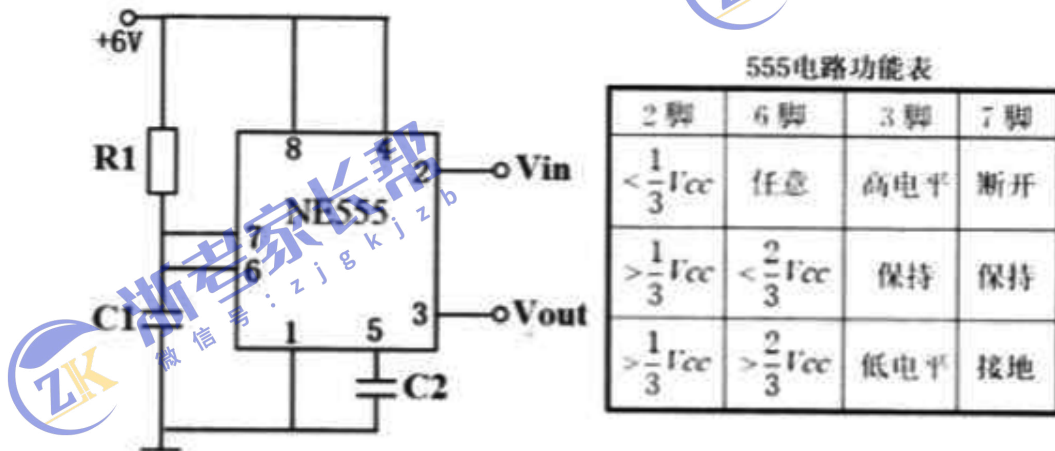 +6V
R1
8
4
2
Vin
NE555
7
6
C1
1
5
3
Vout
C2
ZK
浙考家长帮
微信号：zjgkjzb
555电路功能表
2脚 6脚 3脚 7脚
<1/3Vcc 任意 高电平 断开
>1/3Vcc <2/3Vcc 保持 保持
>1/3Vcc >2/3Vcc 低电平 接地